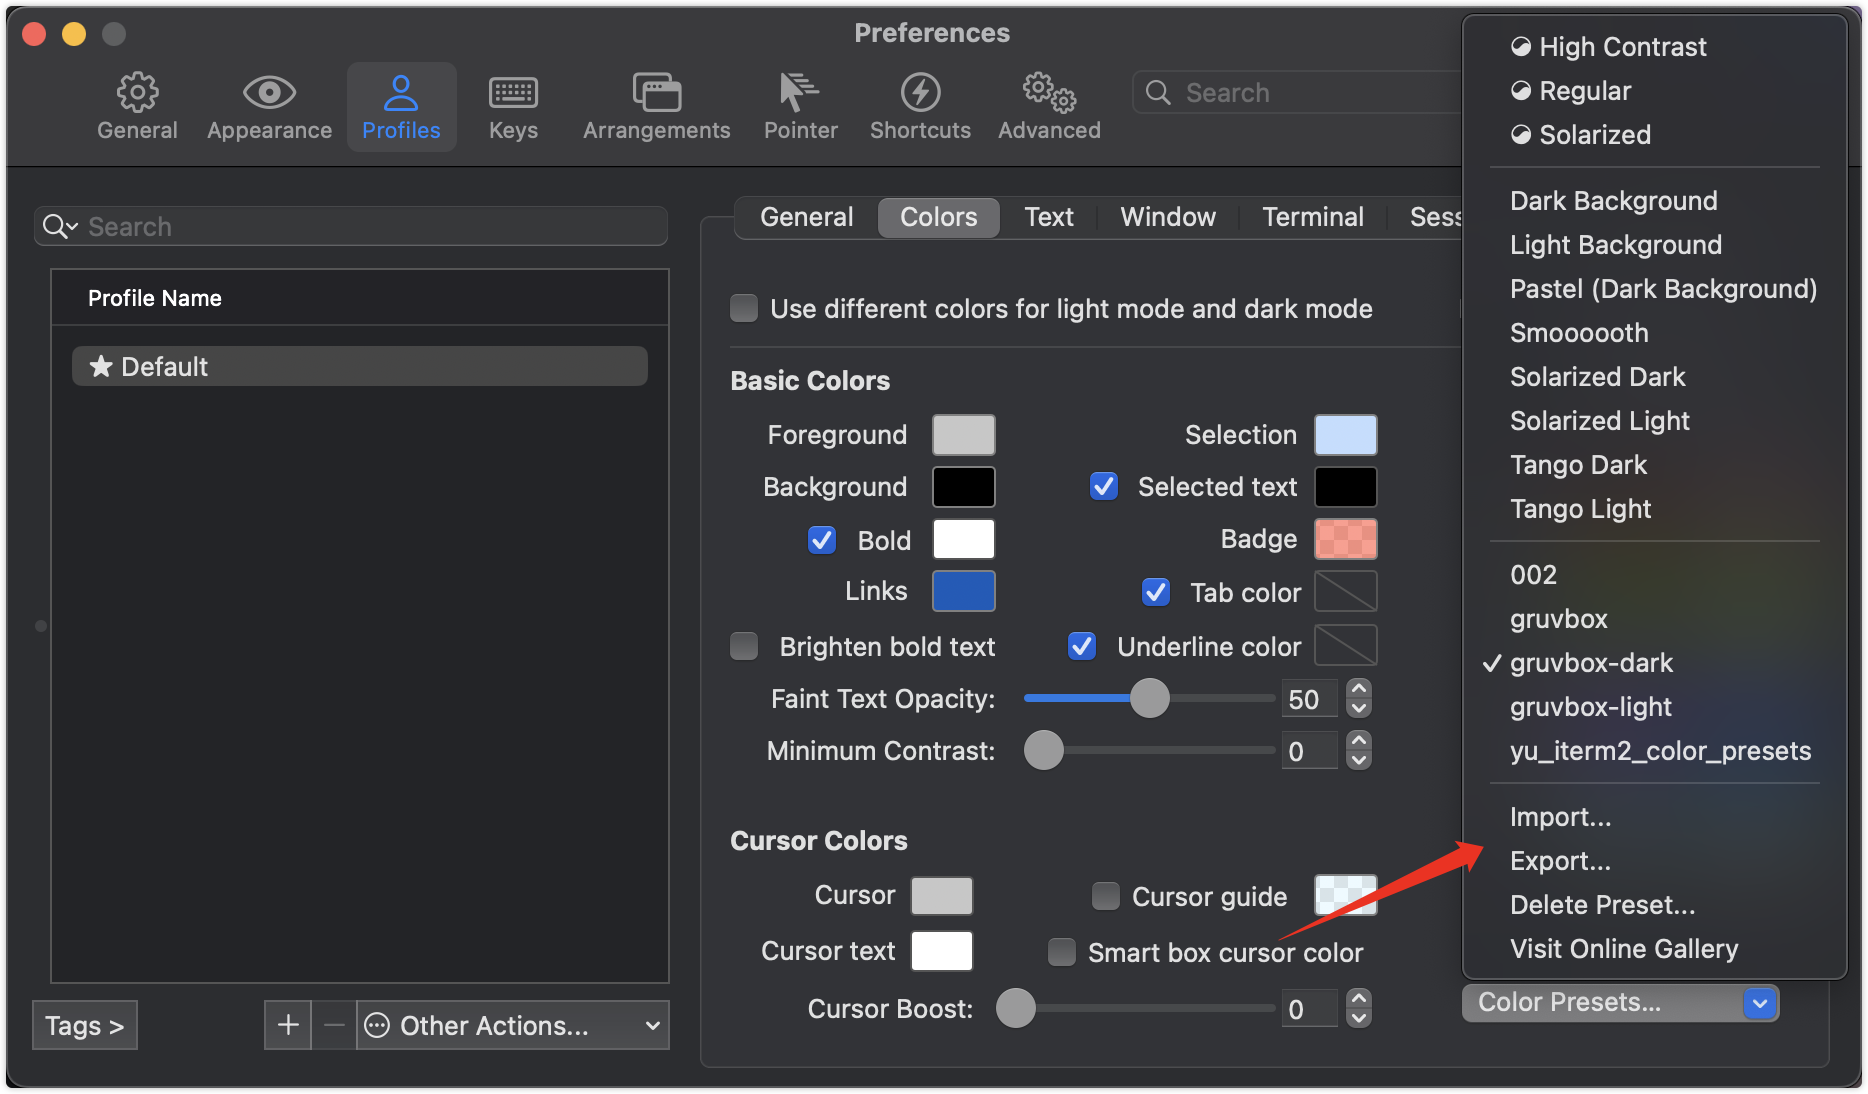 Preferences
General
Appearance
Profiles
Keys
Arrangements
Pointer
Shortcuts
Advanced
Search
Search
Profile Name
Default
Tags >
Other Actions...
General
Colors
Text
Window
Terminal
Sess
Use different colors for light mode and dark mode
Basic Colors
Foreground
Selection
Background
Selected text
Bold
Badge
Links
Tab color
Brighten bold text
Underline color
Faint Text Opacity:
50
Minimum Contrast:
0
Cursor Colors
Cursor
Cursor guide
Cursor text
Smart box cursor color
Cursor Boost:
0
High Contrast
Regular
Solarized
Dark Background
Light Background
Pastel (Dark Background)
Smoooooth
Solarized Dark
Solarized Light
Tango Dark
Tango Light
002
gruvbox
gruvbox-dark
gruvbox-light
yu_iterm2_color_presets
Import...
Export...
Delete Preset...
Visit Online Gallery
Color Presets...